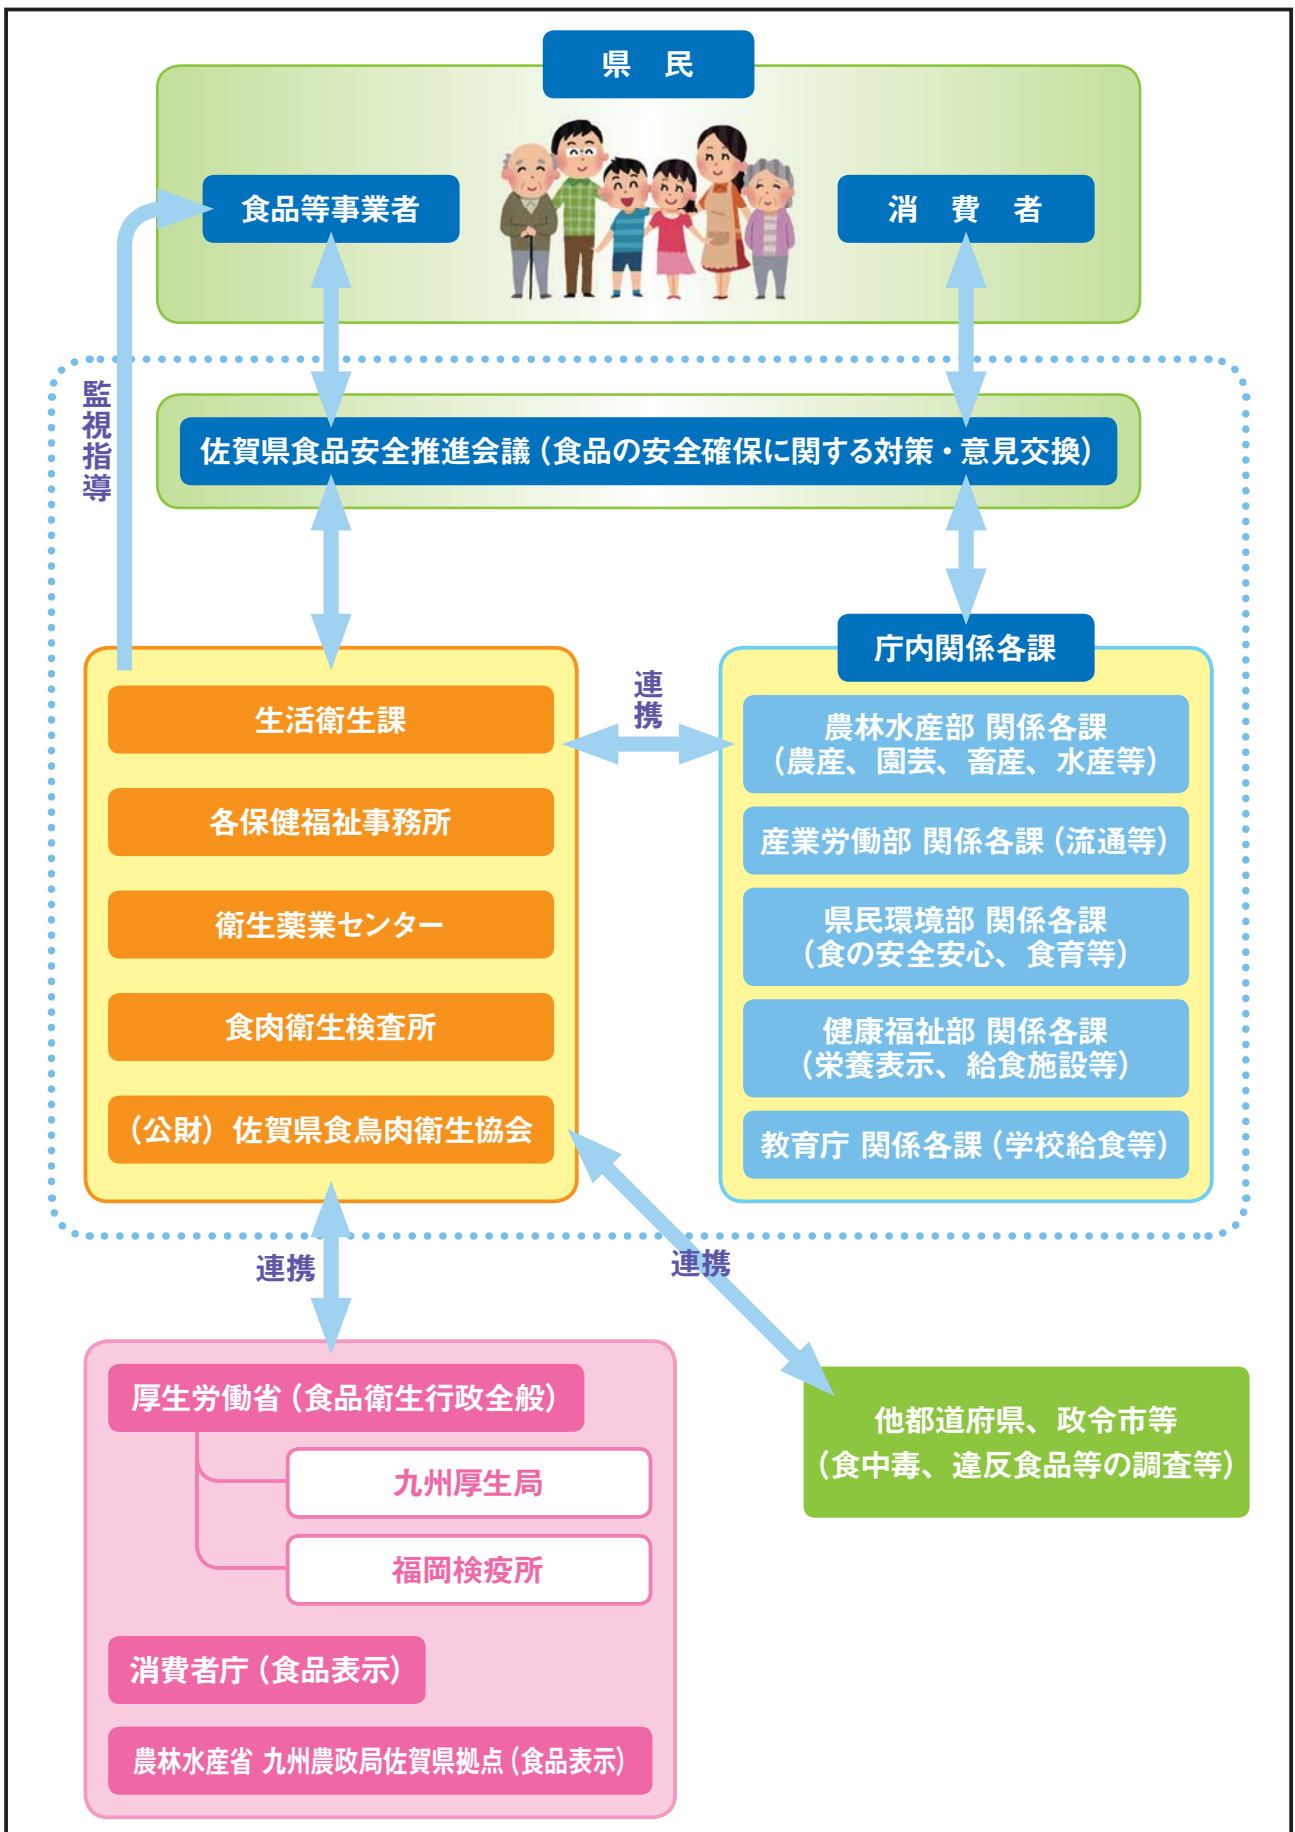 県　民
食品等事業者
消　費　者
監視指導
佐賀県食品安全推進会議（食品の安全確保に関する対策・意見交換）
庁内関係各課
連携
生活衛生課
各保健福祉事務所
衛生薬業センター
食肉衛生検査所
（公財）佐賀県食鳥肉衛生協会
農林水産部 関係各課
（農産、園芸、畜産、水産等）
産業労働部 関係各課（流通等）
県民環境部 関係各課
（食の安全安心、食育等）
健康福祉部 関係各課
（栄養表示、給食施設等）
教育庁 関係各課（学校給食等）
連携
連携
厚生労働省（食品衛生行政全般）
九州厚生局
福岡検疫所
消費者庁（食品表示）
農林水産省 九州農政局佐賀県拠点（食品表示）
他都道府県、政令市等
（食中毒、違反食品等の調査等）